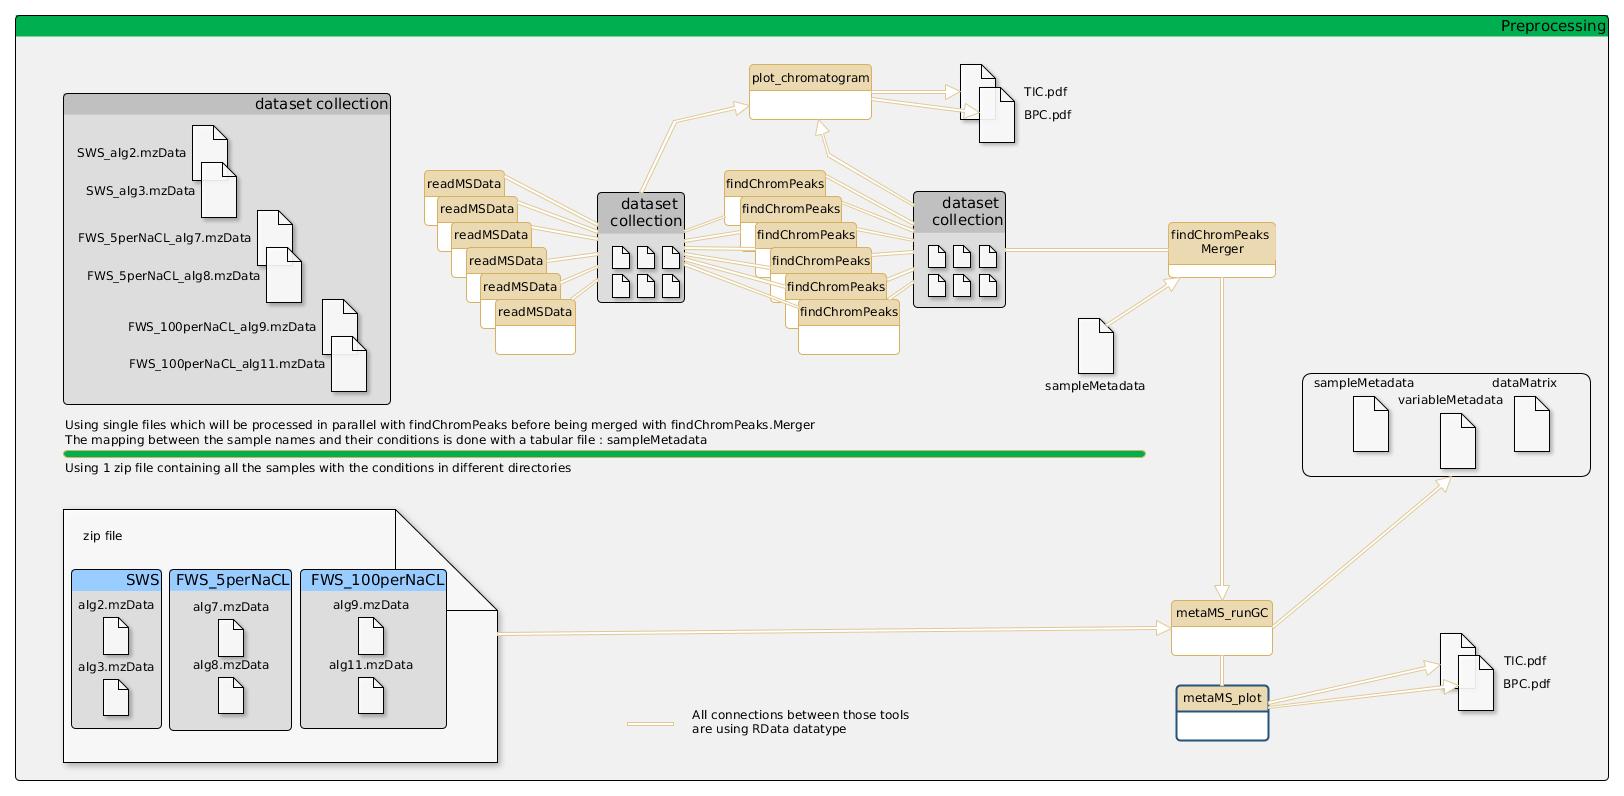 Preprocessing
dataset collection
SWS_alg2.mzData
SWS_alg3.mzData
FWS_5perNaCL_alg7.mzData
FWS_5perNaCL_alg8.mzData
FWS_100perNaCL_alg9.mzData
FWS_100perNaCL_alg11.mzData
readMSData
readMSData
readMSData
readMSData
readMSData
readMSData
dataset
collection
plot_chromatogram
TIC.pdf
BPC.pdf
findChromPeaks
findChromPeaks
findChromPeaks
findChromPeaks
findChromPeaks
findChromPeaks
dataset
collection
findChromPeaks
Merger
sampleMetadata
Using single files which will be processed in parallel with findChromPeaks before being merged with findChromPeaks.Merger
The mapping between the sample names and their conditions is done with a tabular file : sampleMetadata
Using 1 zip file containing all the samples with the conditions in different directories
sampleMetadata
variableMetadata
dataMatrix
zip file
SWS
alg2.mzData
alg3.mzData
FWS_5perNaCL
alg7.mzData
alg8.mzData
FWS_100perNaCL
alg9.mzData
alg11.mzData
metaMS_runGC
metaMS_plot
TIC.pdf
BPC.pdf
All connections between those tools
are using RData datatype